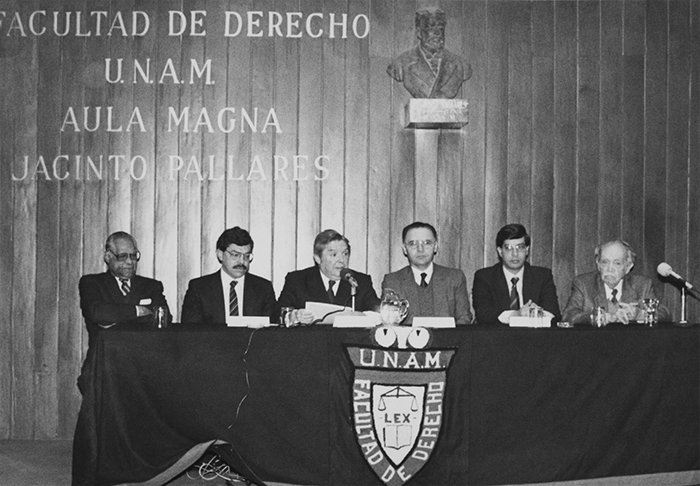 FACULTAD DE DERECHO
U.N.A.M.
AULA MAGNA
JACINTO PALLARES
U.N.A.M.
LEX
FACULTAD DE DERECHO